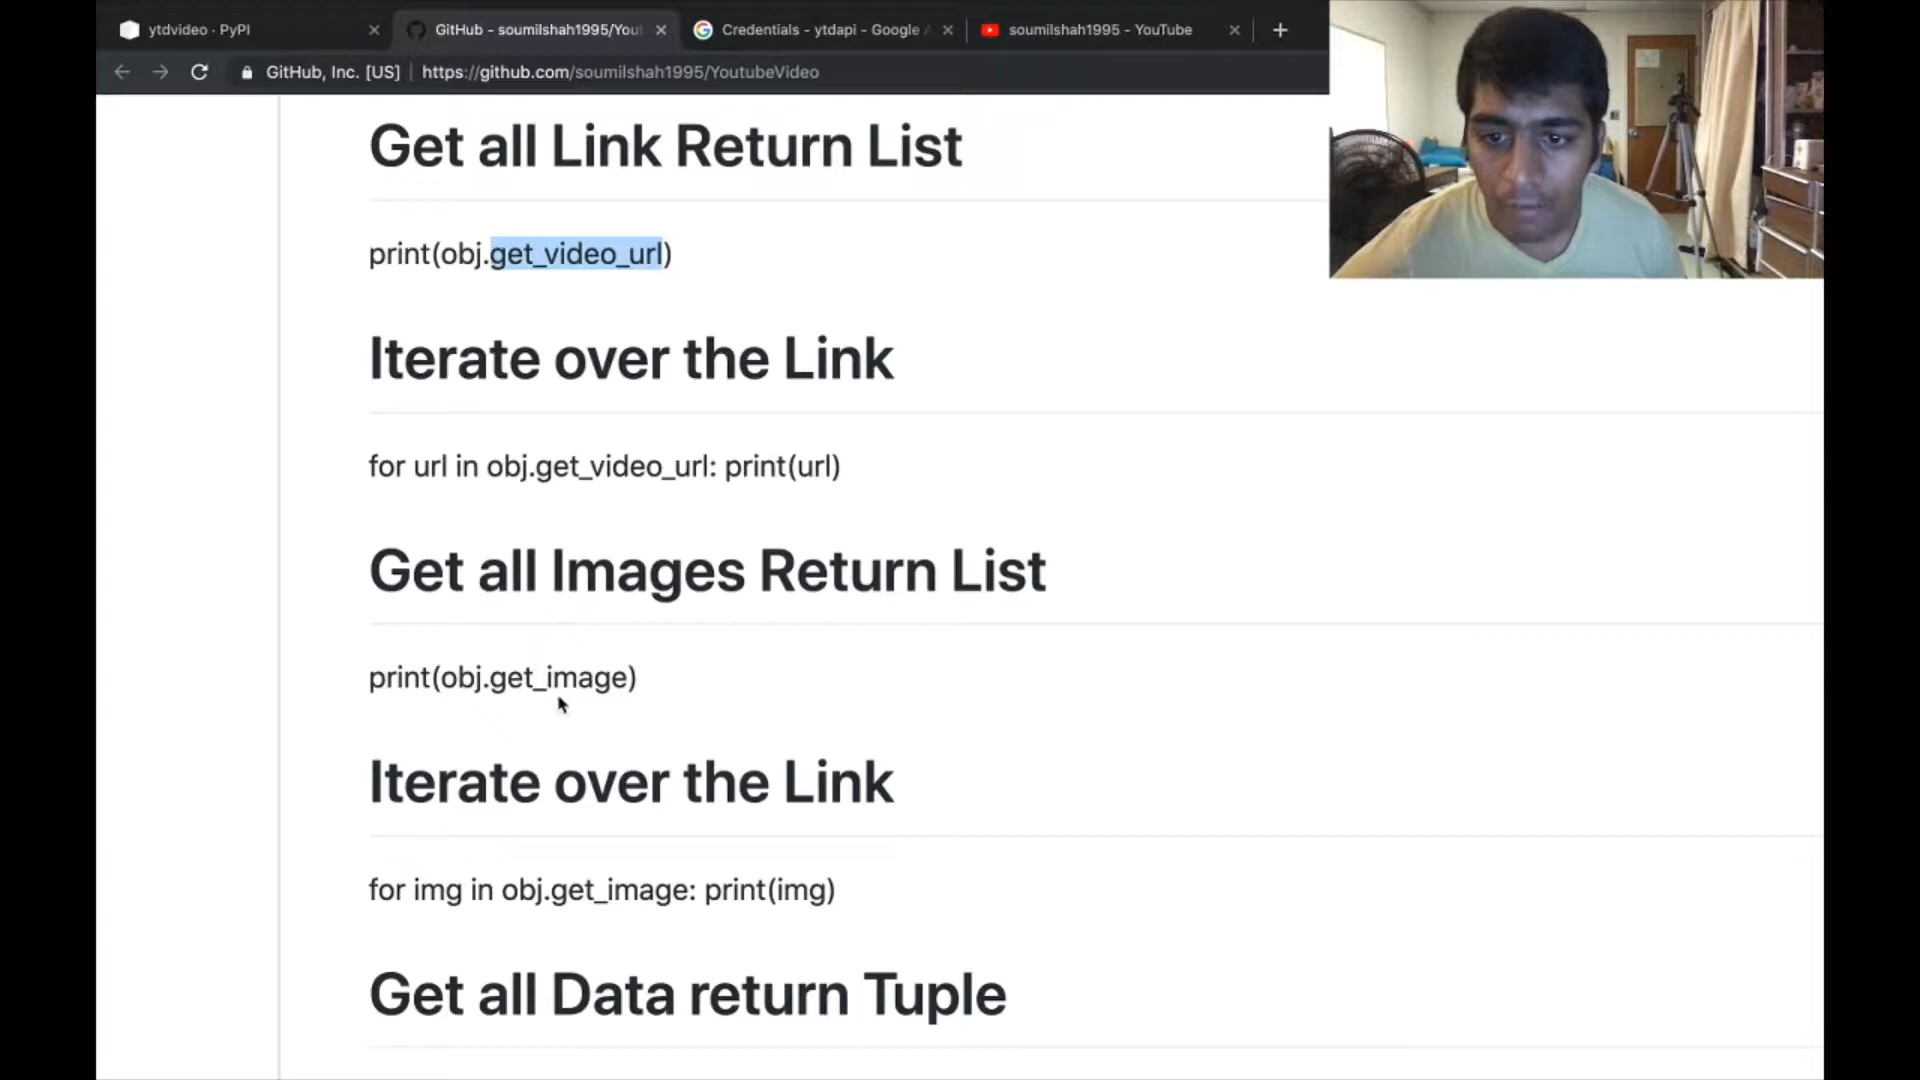 ytdvideo · PyPI
GitHub - soumilshah1995/You
Credentials - ytdapi - Google
soumilshah1995 - YouTube
GitHub, Inc. [US] | https://github.com/soumilshah1995/YoutubeVideo
Get all Link Return List
print(obj.get_video_url)
Iterate over the Link
for url in obj.get_video_url: print(url)
Get all Images Return List
print(obj.get_image)
Iterate over the Link
for img in obj.get_image: print(img)
Get all Data return Tuple